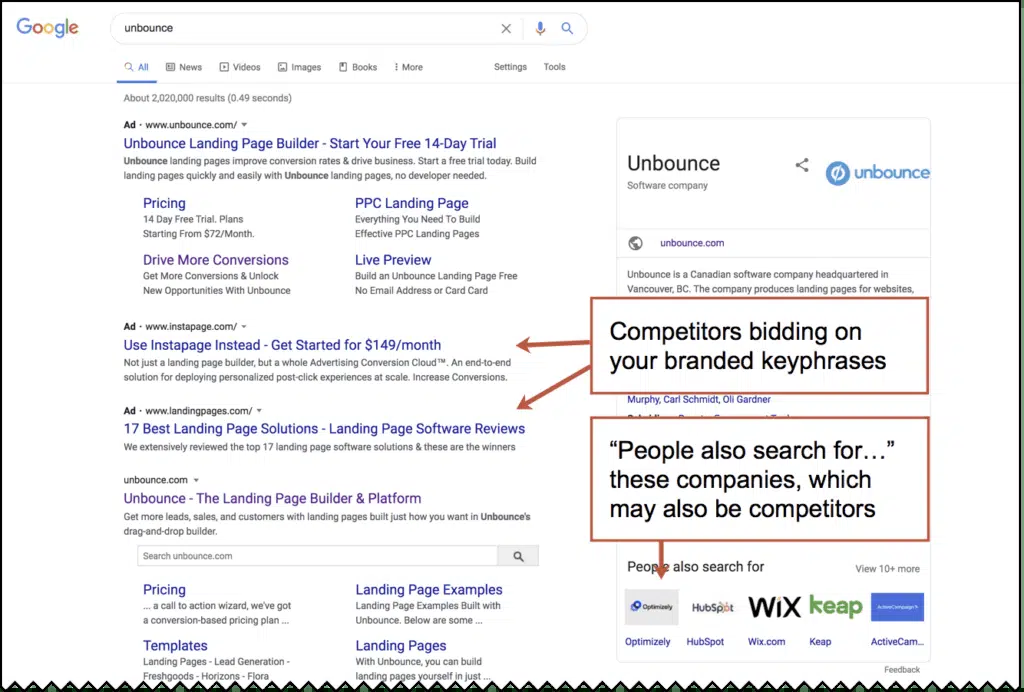 Google
unbounce
All News Videos Images Books More Settings Tools
About 2,020,000 results (0.49 seconds)
Ad · www.unbounce.com/
Unbounce Landing Page Builder - Start Your Free 14-Day Trial
Unbounce landing pages improve conversion rates & drive business. Start a free trial today. Build
landing pages quickly and easily with Unbounce landing pages, no developer needed.
Pricing
14 Day Free Trial. Plans
Starting From $72/Month.
PPC Landing Page
Everything You Need To Build
Effective PPC Landing Pages
Drive More Conversions
Get More Conversions & Unlock
New Opportunities With Unbounce
Live Preview
Build an Unbounce Landing Page Free
No Email Address or Card Card
Ad · www.instapage.com/
Use Instapage Instead - Get Started for $149/month
Not just a landing page builder, but a whole Advertising Conversion Cloud™. An end-to-end
solution for deploying personalized post-click experiences at scale. Increase Conversions.
Ad · www.landingpages.com/
17 Best Landing Page Solutions - Landing Page Software Reviews
We extensively reviewed the top 17 landing page software solutions & these are the winners
unbounce.com
Unbounce - The Landing Page Builder & Platform
Get more leads, sales, and customers with landing pages built just how you want in Unbounce's
drag-and-drop builder.
Search unbounce.com
Pricing
... a call to action wizard, we've got
a conversion-based pricing plan ...
Landing Page Examples
Landing Page Examples Built with
Unbounce. Below are some ...
Templates
Landing Pages - Lead Generation -
Freshgoods - Horizons - Flora
Landing Pages
With Unbounce, you can build
landing pages yourself in just ...
Unbounce
Software company
unbounce
unbounce.com
Unbounce is a Canadian software company headquartered in
Vancouver, BC. The company produces landing pages for websites,
Competitors bidding on
your branded keyphrases
Murphy, Carl Schmidt, Oli Gardner
“People also search for…”
these companies, which
may also be competitors
People also search for
View 10+ more
Optimizely HubSpot WiX keap ActiveCampaign
Optimizely HubSpot Wix.com Keap ActiveCam...
Feedback